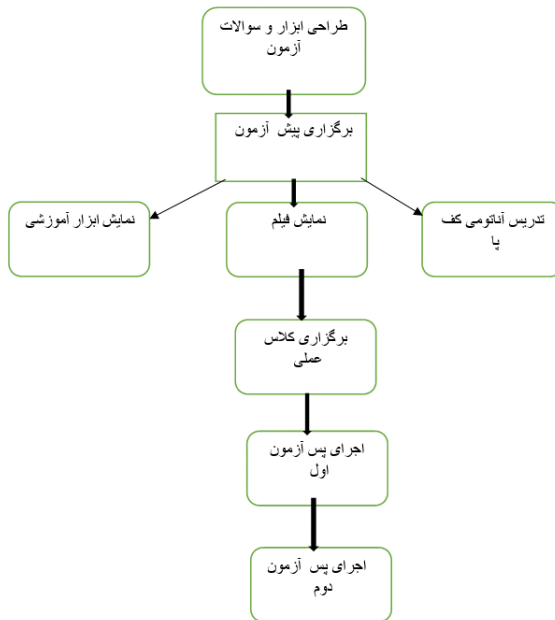 طراحی ابزار و سوالات
آزمون
برگزاری پیش آزمون
تدریس آناتومی کف
پا
نمایش فیلم
نمایش ابزار آموزشی
برگزاری کلاس
عملی
اجرای پس آزمون
اول
اجرای پس آزمون
دوم